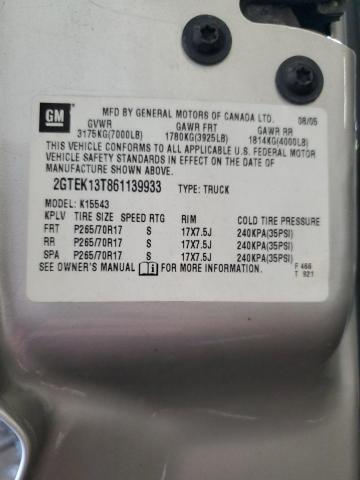 GM
MFD BY GENERAL MOTORS OF CANADA LTD. 08/05
GVWR GAWR FRT GAWR RR
3175KG(7000LB) 1780KG(3925LB) 1814KG(4000LB)
THIS VEHICLE CONFORMS TO ALL APPLICABLE U.S. FEDERAL MOTOR
VEHICLE SAFETY STANDARDS IN EFFECT ON THE DATE OF
MANUFACTURE SHOWN ABOVE.
2GTEK13T861139933 TYPE: TRUCK
MODEL: K15543
KPLV TIRE SIZE SPEED RTG RIM COLD TIRE PRESSURE
FRT P265/70R17 S 17X7.5J 240KPA(35PSI)
RR P265/70R17 S 17X7.5J 240KPA(35PSI)
SPA P265/70R17 S 17X7.5J 240KPA(35PSI)
SEE OWNER'S MANUAL FOR MORE INFORMATION. F 466
T 921